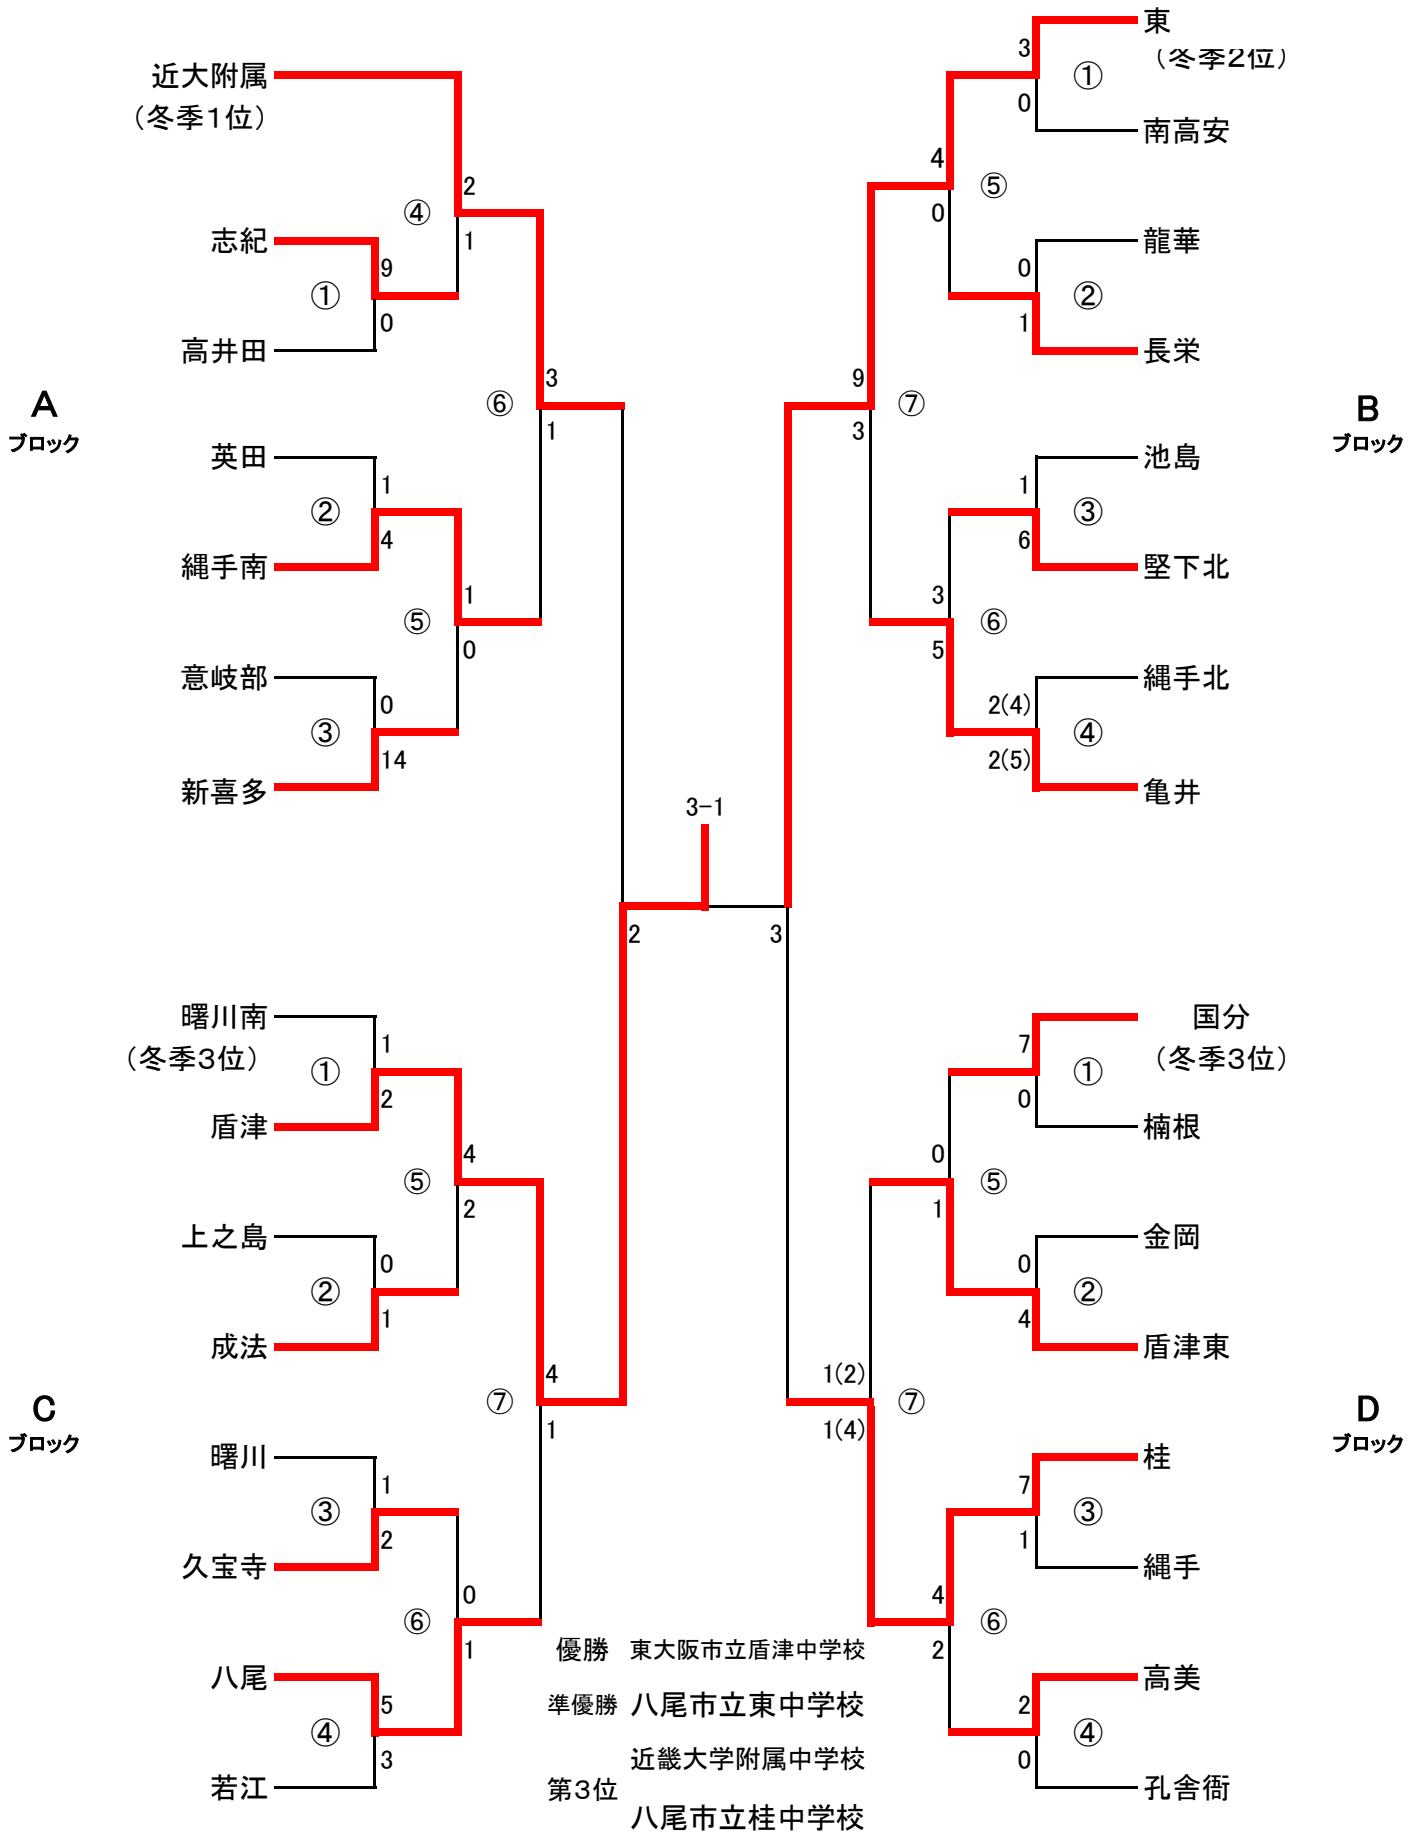 近大附属
（冬季１位）
2
④
1
志紀
9
①
0
高井田
A
ブロック
3
⑥
1
英田
1
②
4
縄手南
1
⑤
0
意岐部
0
③
14
新喜多
東
（冬季２位）
3
①
0
南高安
4
⑤
0
龍華
0
②
1
長栄
9
⑦
3
B
ブロック
池島
1
③
6
堅下北
3
⑥
5
縄手北
2(4)
④
2(5)
亀井
3-1
2
3
曙川南
（冬季３位）
1
①
2
盾津
4
⑤
2
上之島
0
②
1
成法
C
ブロック
4
⑦
1
曙川
1
③
2
久宝寺
0
⑥
1
八尾
5
④
3
若江
国分
（冬季３位）
7
①
0
楠根
0
⑤
1
金岡
0
②
4
盾津東
1(2)
⑦
1(4)
D
ブロック
桂
7
③
1
縄手
4
⑥
2
高美
2
④
0
孔舎衙
優勝 東大阪市立盾津中学校
準優勝 八尾市立東中学校
近畿大学附属中学校
第３位
八尾市立桂中学校